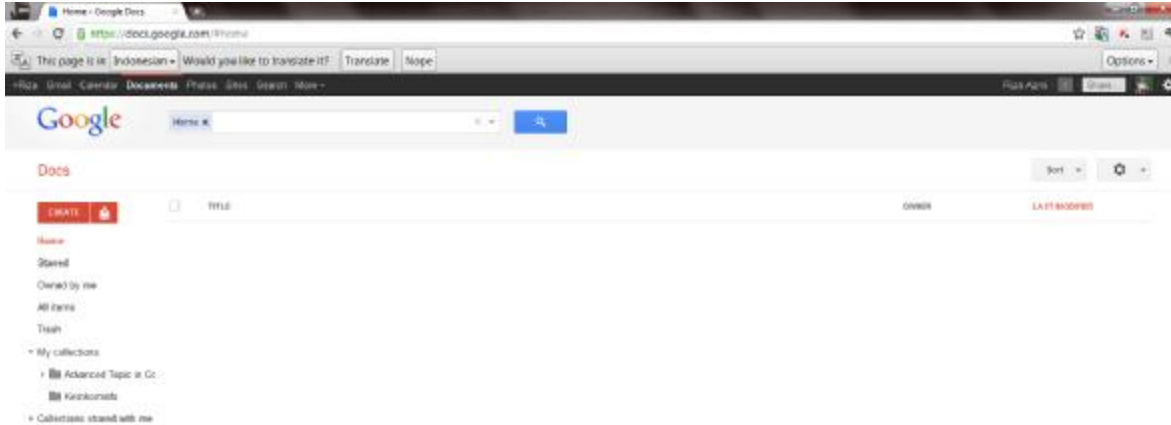 Home - Google Docs
https://docs.google.com/#home
This page is in Indonesian Would you like to translate it? Translate Nope Options
+Riza Gmail Calendar Documents Photos Sites Search More Share
Google Home
Docs Sort
CREATE TITLE OWNER LAST MODIFIED
Home
Starred
Owned by me
All items
Trash
My collections
Advanced Topic in Co
Collections shared with me